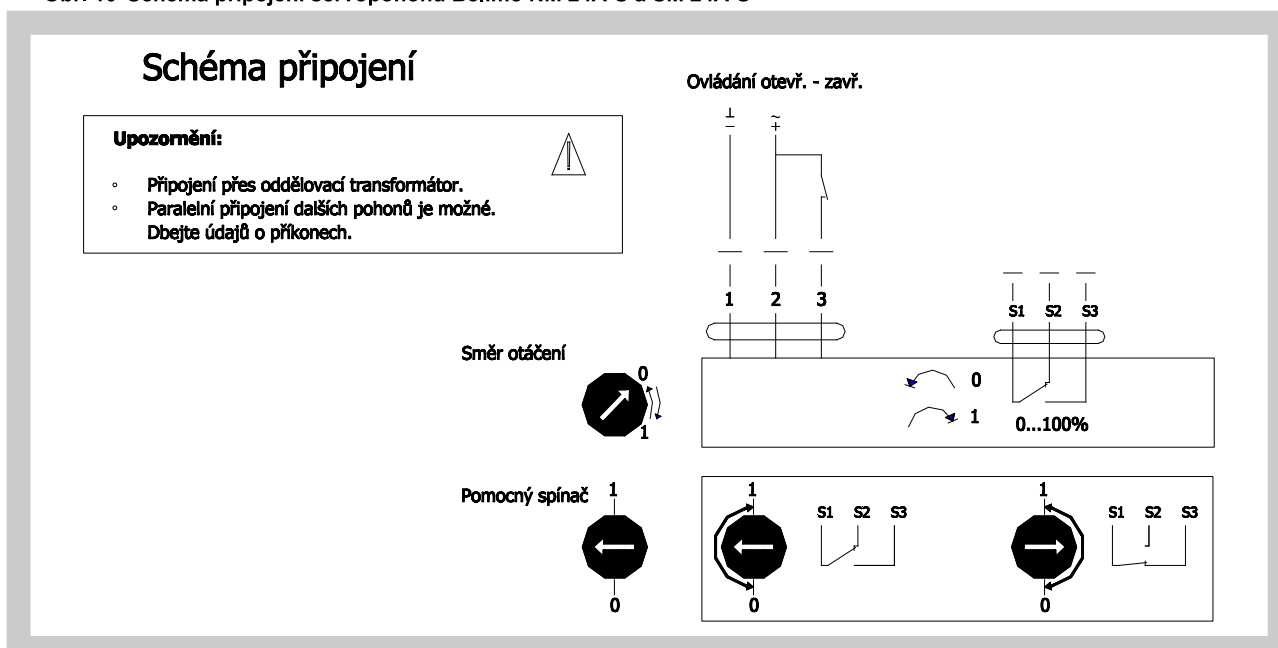 Schéma připojení
Ovládání otevř. - zavř.
⊥ ~
− +
Upozornění:
° Připojení přes oddělovací transformátor.
° Paralelní připojení dalších pohonů je možné.
Dbejte údajů o příkonech.
1 2 3
S1 S2 S3
Směr otáčení
0
1
0
1
0...100%
Pomocný spínač
1
0
1
S1 S2 S3
0
1
S1 S2 S3
0